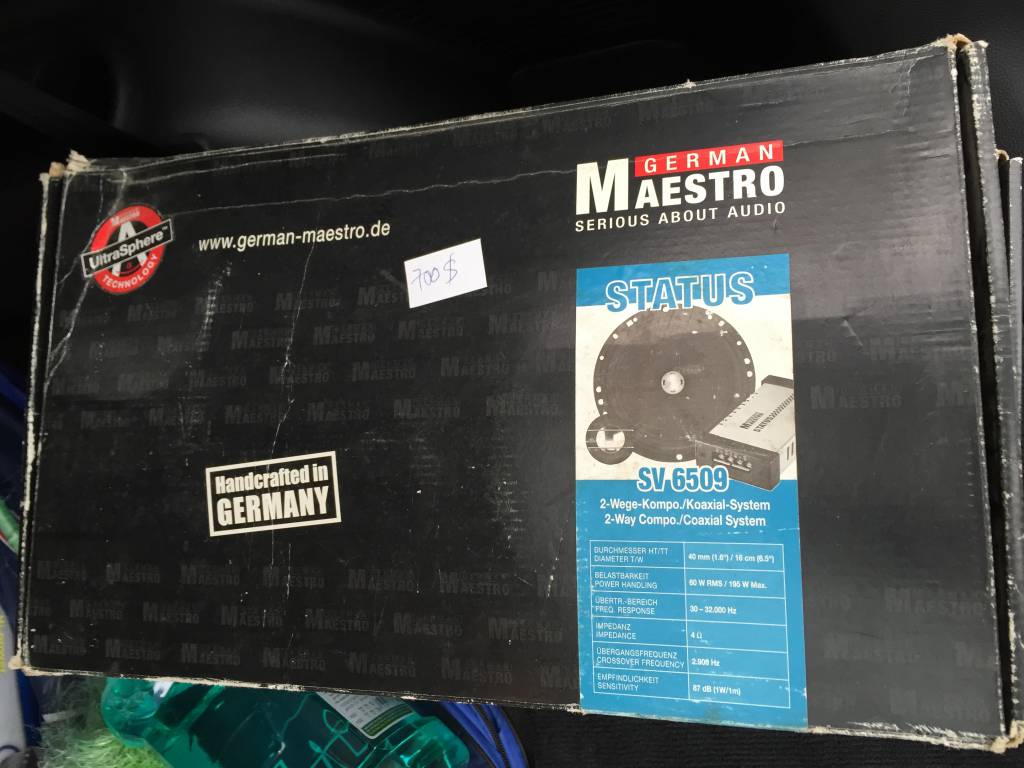 GERMAN
MAESTRO
SERIOUS ABOUT AUDIO
UltraSphere™
TECHNOLOGY
www.german-maestro.de
700$
STATUS
SV 6509
2-Wege-Kompo./Koaxial-System
2-Way Compo./Coaxial System
DURCHMESSER HT/TT
DIAMETER T/W
40 mm (1.6") / 16 cm (6.5")
BELASTBARKEIT
POWER HANDLING
60 W RMS / 195 W Max.
ÜBERTR.-BEREICH
FREQ. RESPONSE
30 – 32.000 Hz
IMPEDANZ
IMPEDANCE
4 Ω
ÜBERGANGSFREQUENZ
CROSSOVER FREQUENCY
2.908 Hz
EMPFINDLICHKEIT
SENSITIVITY
87 dB (1W/1m)
Handcrafted in
GERMANY